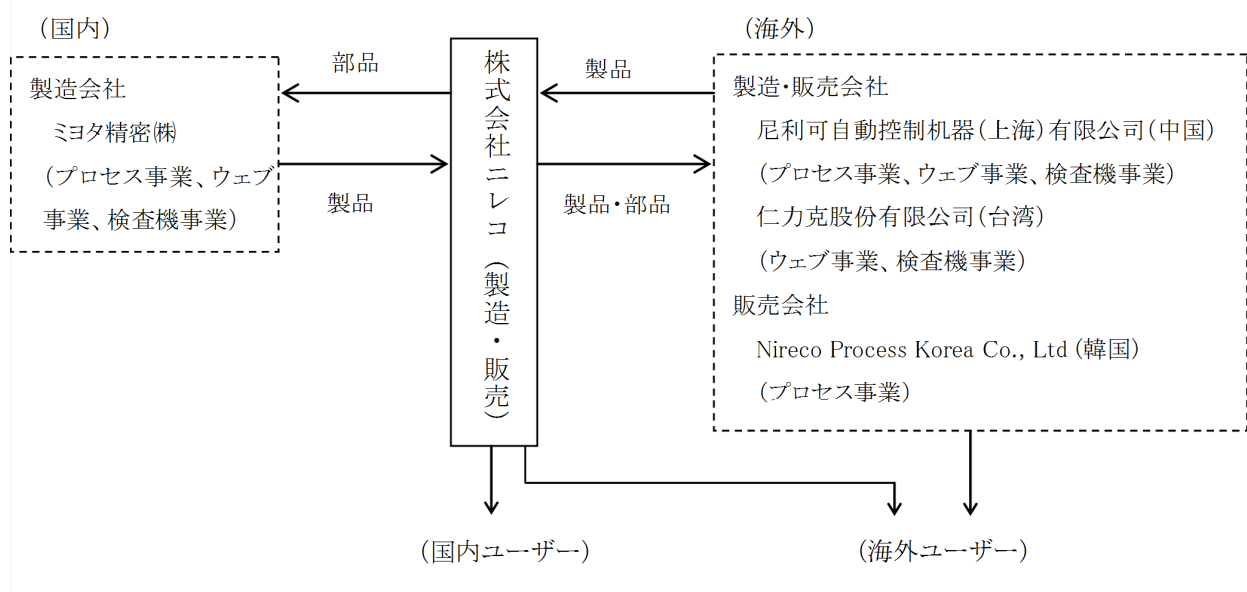 (国内)
製造会社
ミヨタ精密㈱
(プロセス事業、ウェブ
事業、検査機事業)
部品
製品
株式会社ニレコ(製造・販売)
製品
製品・部品
(海外)
製造・販売会社
尼利可自動控制机器(上海)有限公司(中国)
(プロセス事業、ウェブ事業、検査機事業)
仁力克股份有限公司(台湾)
(ウェブ事業、検査機事業)
販売会社
Nireco Process Korea Co., Ltd (韓国)
(プロセス事業)
(国内ユーザー)
(海外ユーザー)